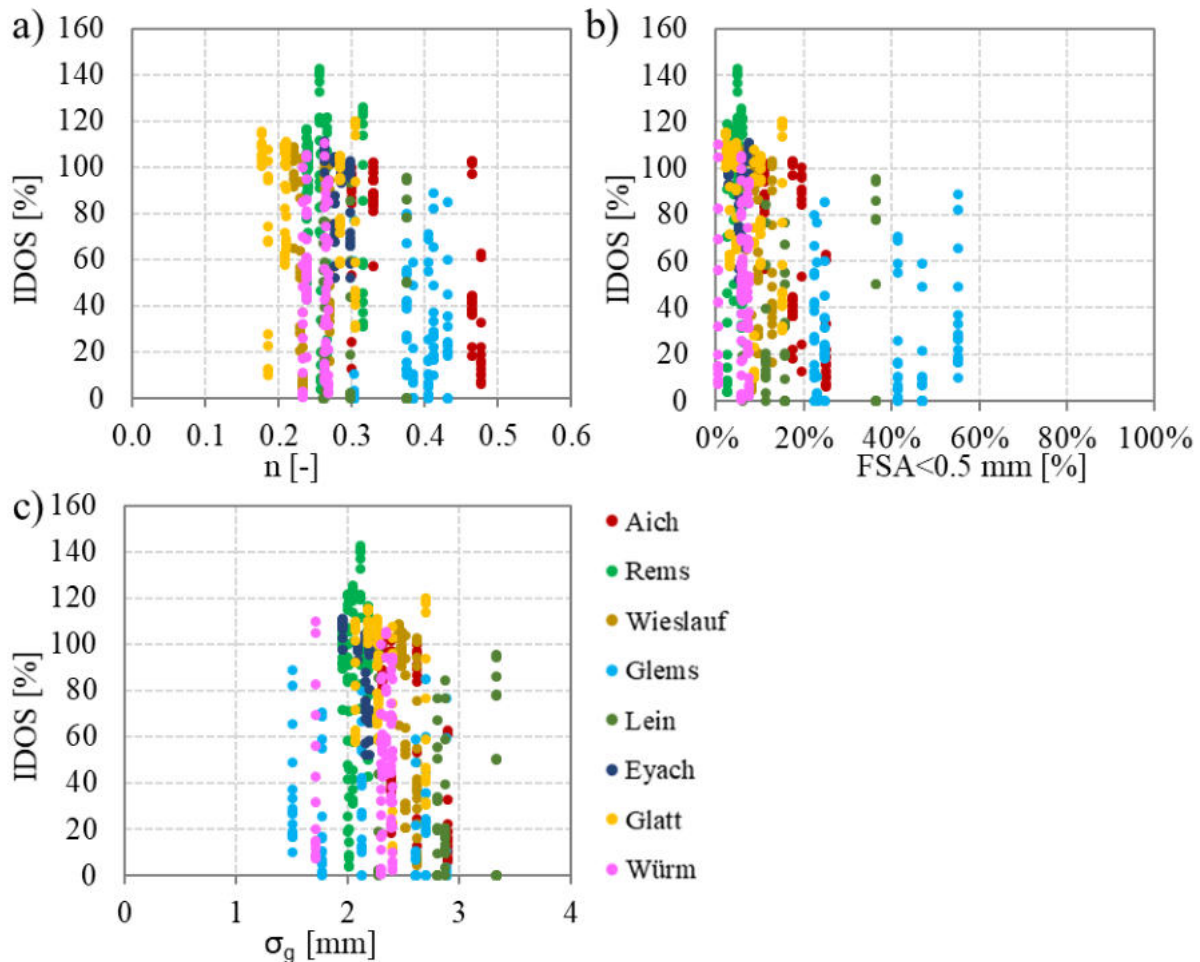 a)
160
140
120
100
80
60
40
20
0
IDOS [%]
0.0 0.1 0.2 0.3 0.4 0.5 0.6
n [-]
b)
160
140
120
100
80
60
40
20
0
IDOS [%]
0% 20% 40% 60% 80% 100%
FSA<0.5 mm [%]
c)
160
140
120
100
80
60
40
20
0
IDOS [%]
0 1 2 3 4
σg [mm]
Aich
Rems
Wieslauf
Glems
Lein
Eyach
Glatt
Würm